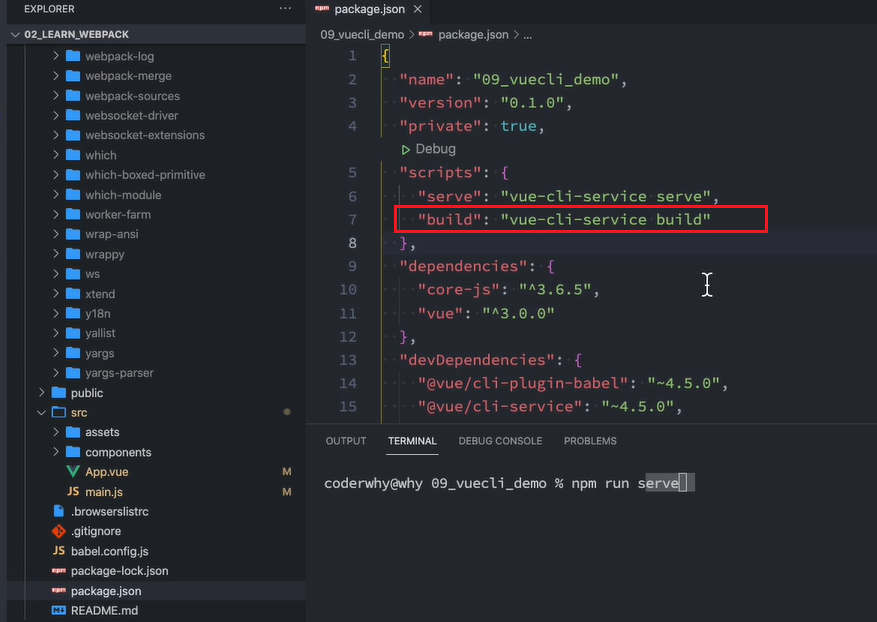 EXPLORER
···
02_LEARN_WEBPACK
webpack-log
webpack-merge
webpack-sources
websocket-driver
websocket-extensions
which
which-boxed-primitive
which-module
worker-farm
wrap-ansi
wrappy
ws
xtend
y18n
yallist
yargs
yargs-parser
public
src
assets
components
App.vue M
JS main.js M
.browserslistrc
.gitignore
JS babel.config.js
npm package-lock.json
npm package.json
M↓ README.md
npm package.json ×
09_vuecli_demo > npm package.json > ...
1 {
2 "name": "09_vuecli_demo",
3 "version": "0.1.0",
4 "private": true,
Debug
5 "scripts": {
6 "serve": "vue-cli-service serve",
7 "build": "vue-cli-service build"
8 },
9 "dependencies": {
10 "core-js": "^3.6.5",
11 "vue": "^3.0.0"
12 },
13 "devDependencies": {
14 "@vue/cli-plugin-babel": "~4.5.0",
15 "@vue/cli-service": "~4.5.0",
OUTPUT TERMINAL DEBUG CONSOLE PROBLEMS
coderwhy@why 09_vuecli_demo % npm run serve